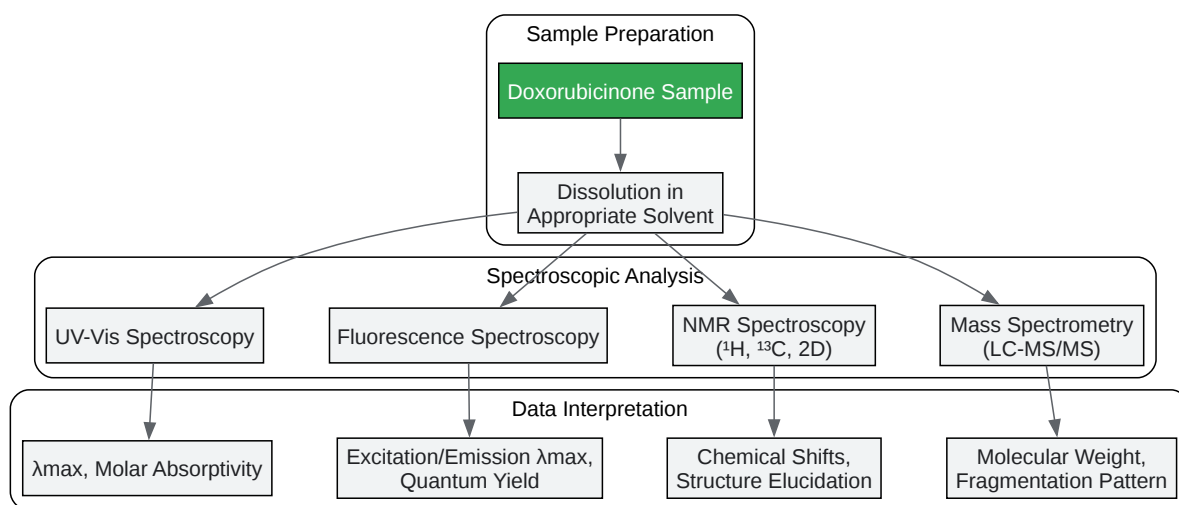 Sample Preparation
Doxorubicinone Sample
Dissolution in
Appropriate Solvent
Spectroscopic Analysis
UV-Vis Spectroscopy
Fluorescence Spectroscopy
NMR Spectroscopy
(¹H, ¹³C, 2D)
Mass Spectrometry
(LC-MS/MS)
Data Interpretation
λmax, Molar Absorptivity
Excitation/Emission λmax,
Quantum Yield
Chemical Shifts,
Structure Elucidation
Molecular Weight,
Fragmentation Pattern